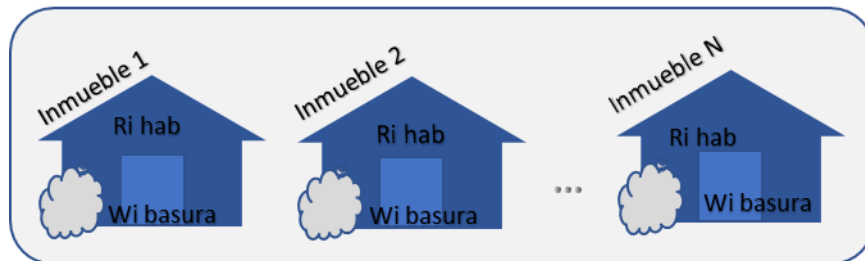 Inmueble 1
Ri hab
Wi basura
Inmueble 2
Ri hab
Wi basura
...
Inmueble N
Ri hab
Wi basura